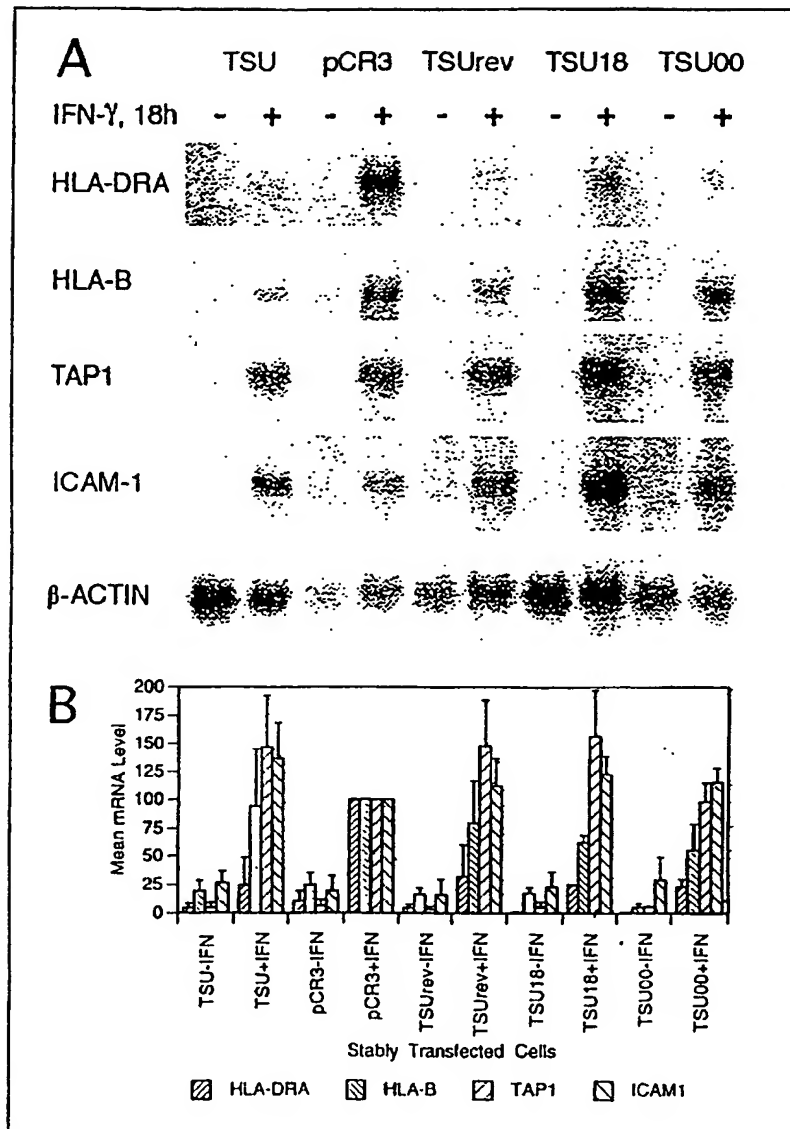 A
TSU pCR3 TSUrev TSU18 TSU00
IFN-γ, 18h - + - + - + - + - +
HLA-DRA
HLA-B
TAP1
ICAM-1
β-ACTIN
B
Mean mRNA Level
200
175
150
125
100
75
50
25
0
TSU-IFN
TSU+IFN
pCR3-IFN
pCR3+IFN
TSUrev-IFN
TSUrev+IFN
TSU18-IFN
TSU18+IFN
TSU00-IFN
TSU00+IFN
Stably Transfected Cells
HLA-DRA HLA-B TAP1 ICAM1